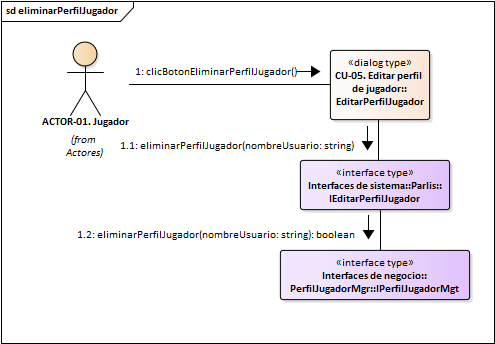 sd eliminarPerfilJugador
1: clicBotonEliminarPerfilJugador()
«dialog type»
CU-05. Editar perfil
de jugador::
EditarPerfilJugador
ACTOR-01. Jugador
(from
Actores)
1.1: eliminarPerfilJugador(nombreUsuario: string)
«interface type»
Interfaces de sistema::Parlis::
IEditarPerfilJugador
1.2: eliminarPerfilJugador(nombreUsuario: string): boolean
«interface type»
Interfaces de negocio::
PerfilJugadorMgr::IPerfilJugadorMgt